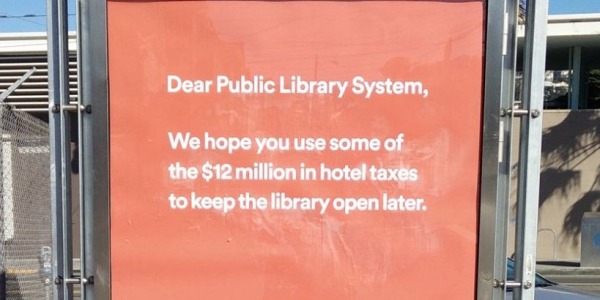 Dear Public Library System,
We hope you use some of
the $12 million in hotel taxes
to keep the library open later.